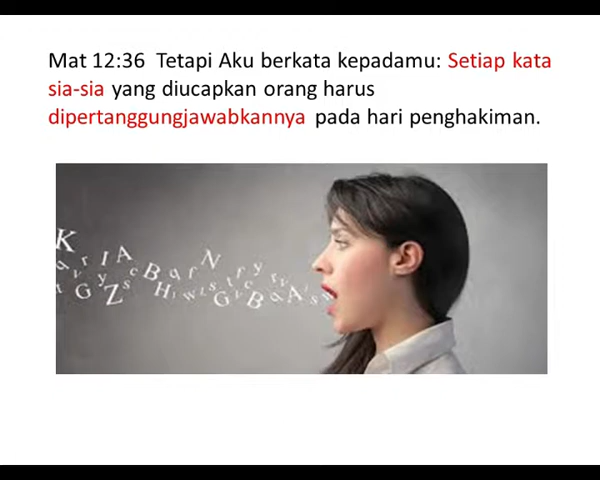 Mat 12:36 Tetapi Aku berkata kepadamu: Setiap kata
sia-sia yang diucapkan orang harus
dipertanggungjawabkannya pada hari penghakiman.